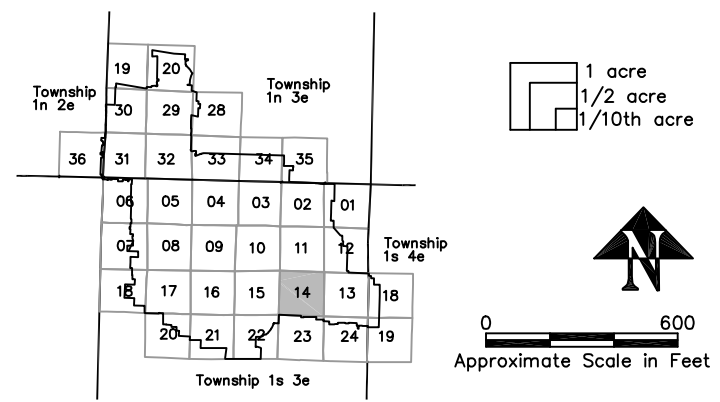 19 20
Township
1n 2e
Township
1n 3e
30 29 28
36 31 32 33 34 35
06 05 04 03 02 01
07 08 09 10 11 12
Township
1s 4e
18 17 16 15 14 13 18
20 21 22 23 24 19
Township 1s 3e
1 acre
1/2 acre
1/10th acre
N
0 600
Approximate Scale in Feet